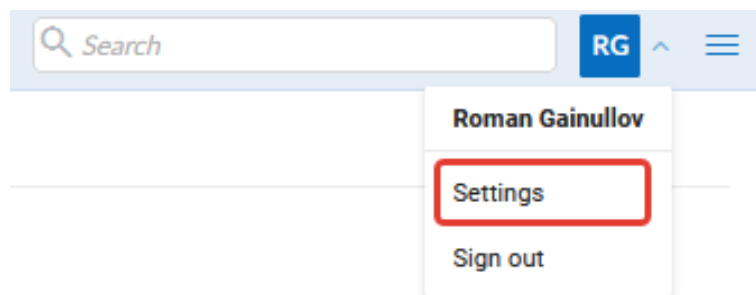 Search
RG
Roman Gainullov
Settings
Sign out